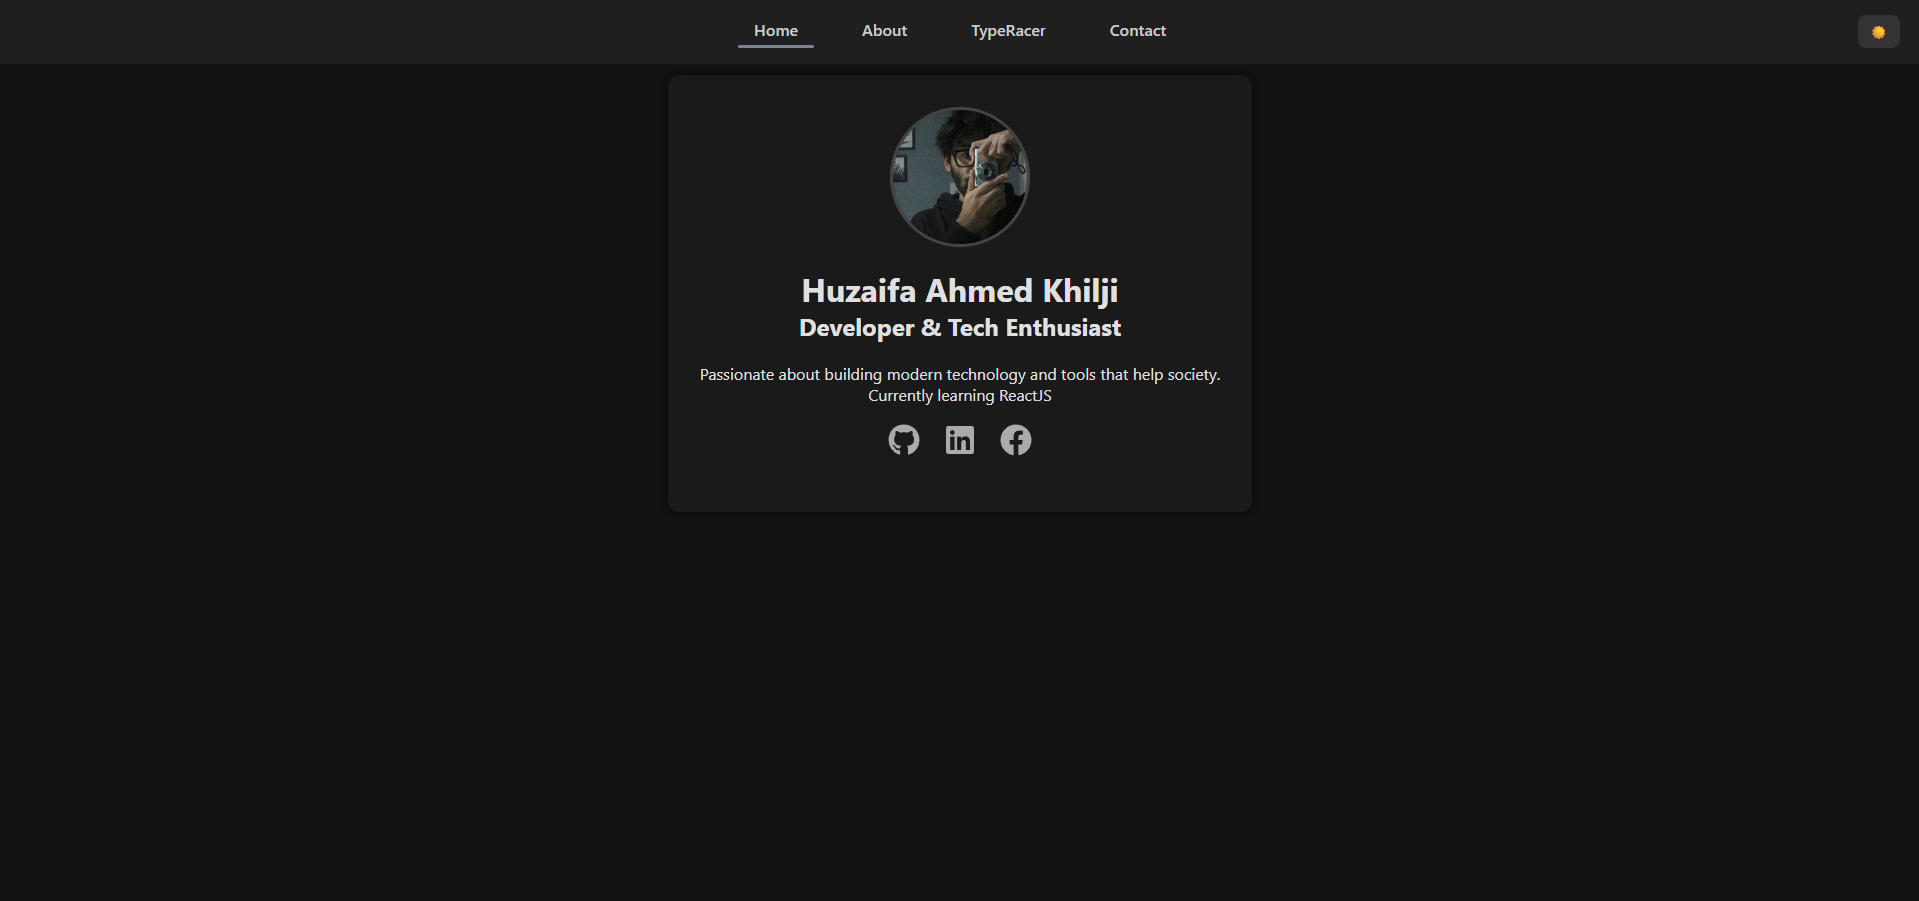 Home About TypeRacer Contact
Huzaifa Ahmed Khilji
Developer & Tech Enthusiast
Passionate about building modern technology and tools that help society.
Currently learning ReactJS
in